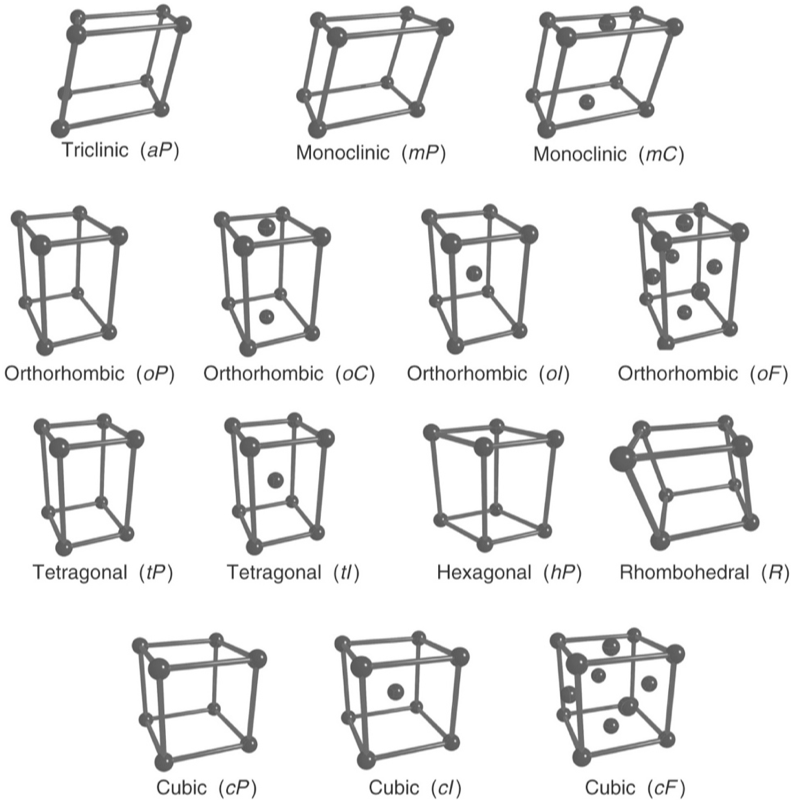 Triclinic (aP)
Monoclinic (mP)
Monoclinic (mC)
Orthorhombic (oP)
Orthorhombic (oC)
Orthorhombic (oI)
Orthorhombic (oF)
Tetragonal (tP)
Tetragonal (tI)
Hexagonal (hP)
Rhombohedral (R)
Cubic (cP)
Cubic (cI)
Cubic (cF)